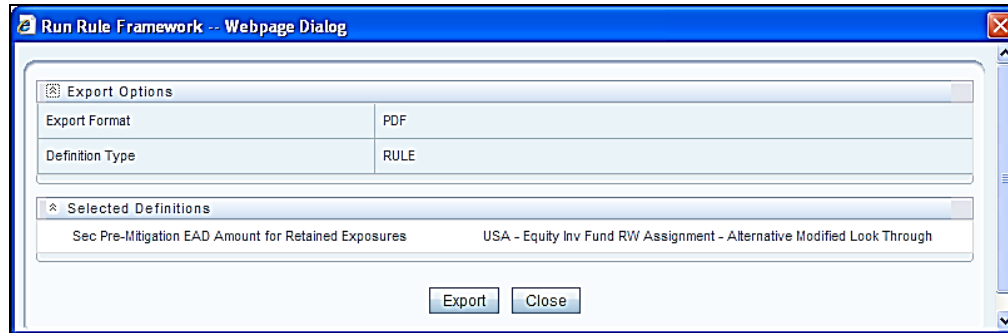 Run Rule Framework -- Webpage Dialog
Export Options
Export Format PDF
Definition Type RULE
Selected Definitions
Sec Pre-Mitigation EAD Amount for Retained Exposures USA - Equity Inv Fund RW Assignment - Alternative Modified Look Through
Export Close